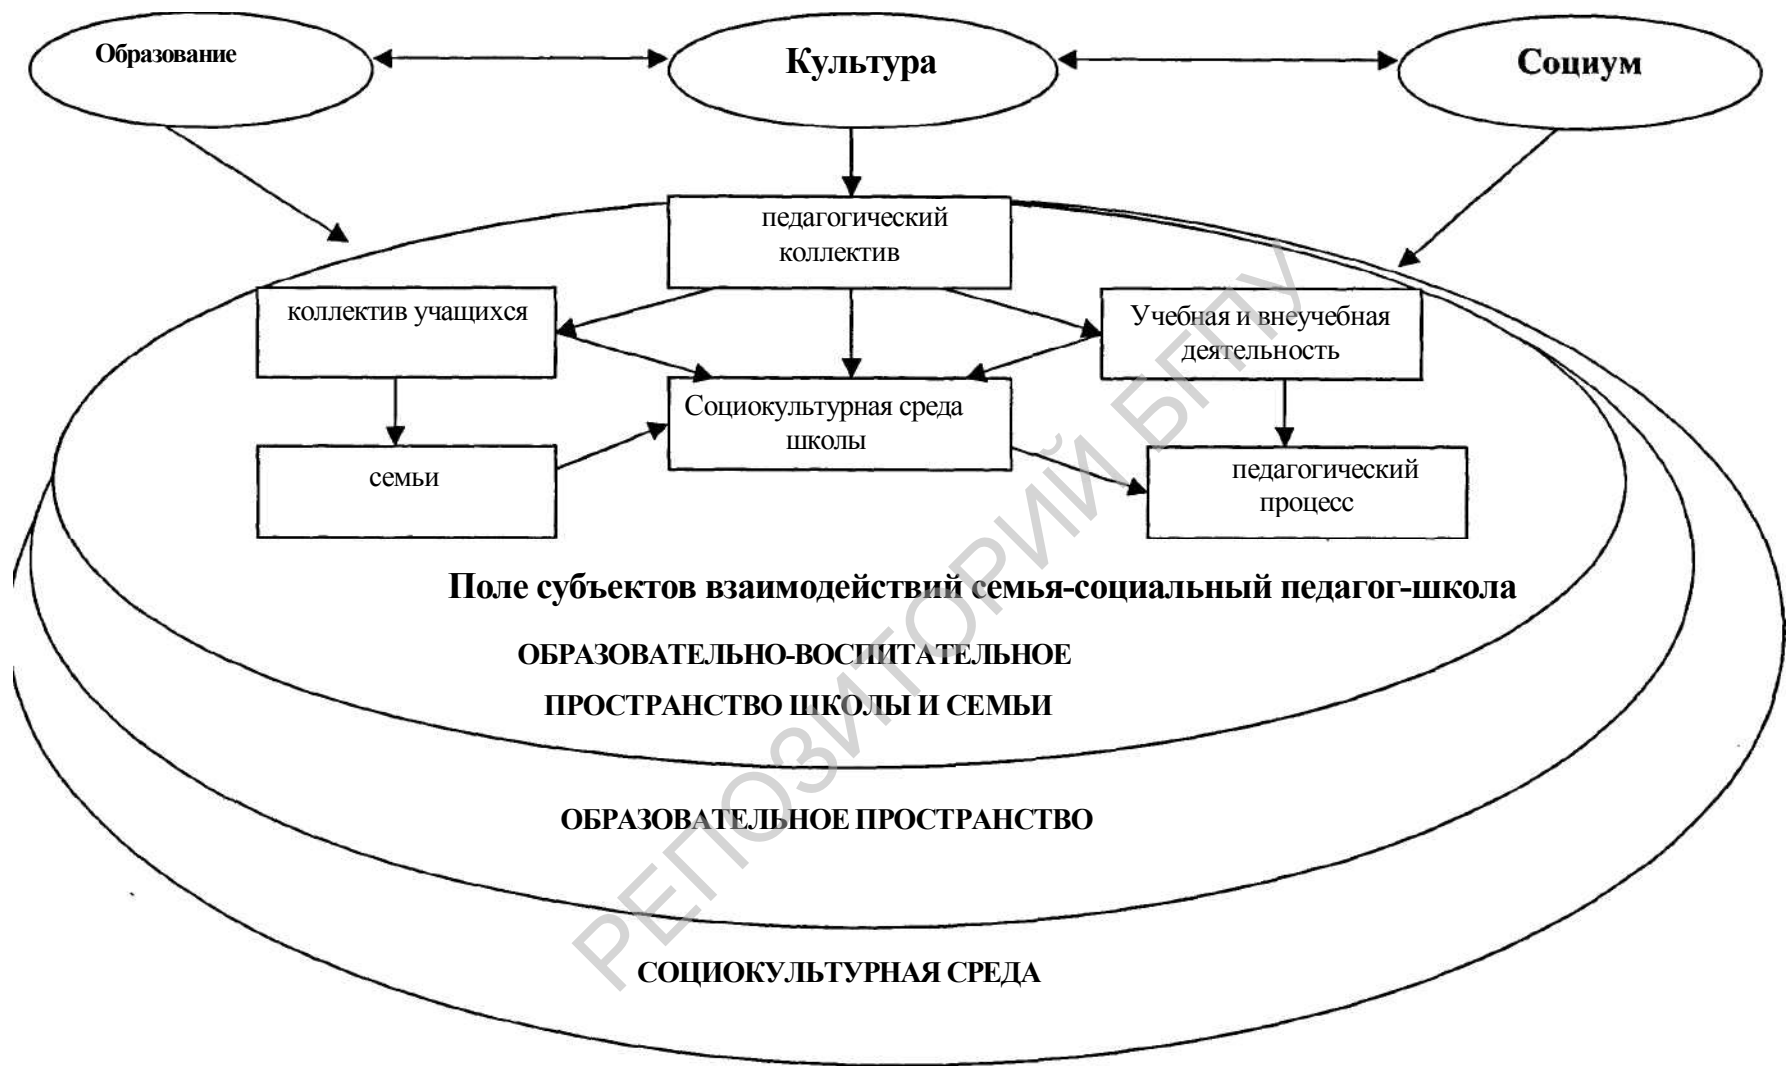 Образование
Культура
Социум
педагогический
коллектив
коллектив учащихся
Учебная и внеучебная
деятельность
Социокультурная среда
школы
семьи
педагогический
процесс
Поле субъектов взаимодействий семья-социальный педагог-школа
ОБРАЗОВАТЕЛЬНО-ВОСПИТАТЕЛЬНОЕ
ПРОСТРАНСТВО ШКОЛЫ И СЕМЬИ
ОБРАЗОВАТЕЛЬНОЕ ПРОСТРАНСТВО
СОЦИОКУЛЬТУРНАЯ СРЕДА
РЕПОЗИТОРИЙ БГПУ